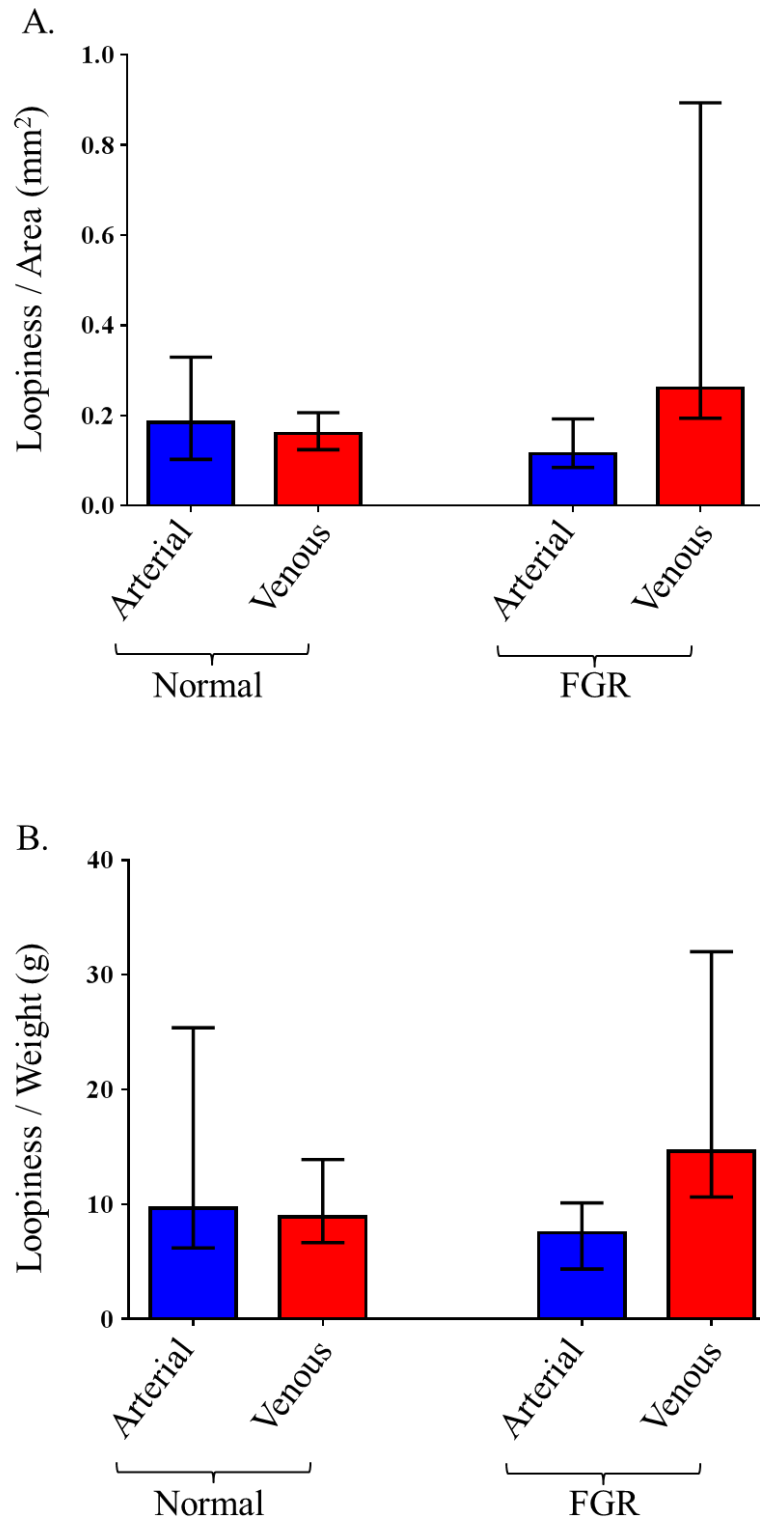 A.
Loopiness / Area (mm²)
1.0
0.8
0.6
0.4
0.2
0.0
Arterial
Venous
Arterial
Venous
Normal
FGR
B.
Loopiness / Weight (g)
40
30
20
10
0
Arterial
Venous
Arterial
Venous
Normal
FGR